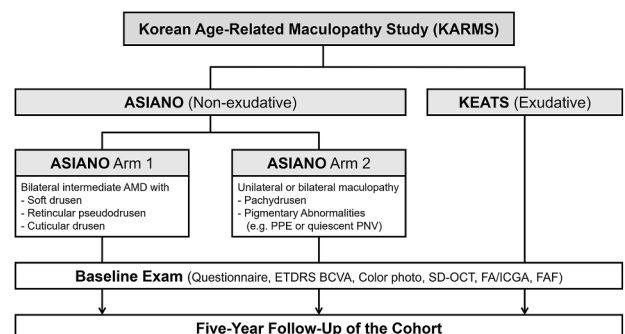 Korean Age-Related Maculopathy Study (KARMS)
ASIANO (Non-exudative)
KEATS (Exudative)
ASIANO Arm 1
Bilateral intermediate AMD with
- Soft drusen
- Retincular pseudodrusen
- Cuticular drusen
ASIANO Arm 2
Unilateral or bilateral maculopathy
- Pachydrusen
- Pigmentary Abnormalities
(e.g. PPE or quiescent PNV)
Baseline Exam (Questionnaire, ETDRS BCVA, Color photo, SD-OCT, FA/ICGA, FAF)
Five-Year Follow-Up of the Cohort